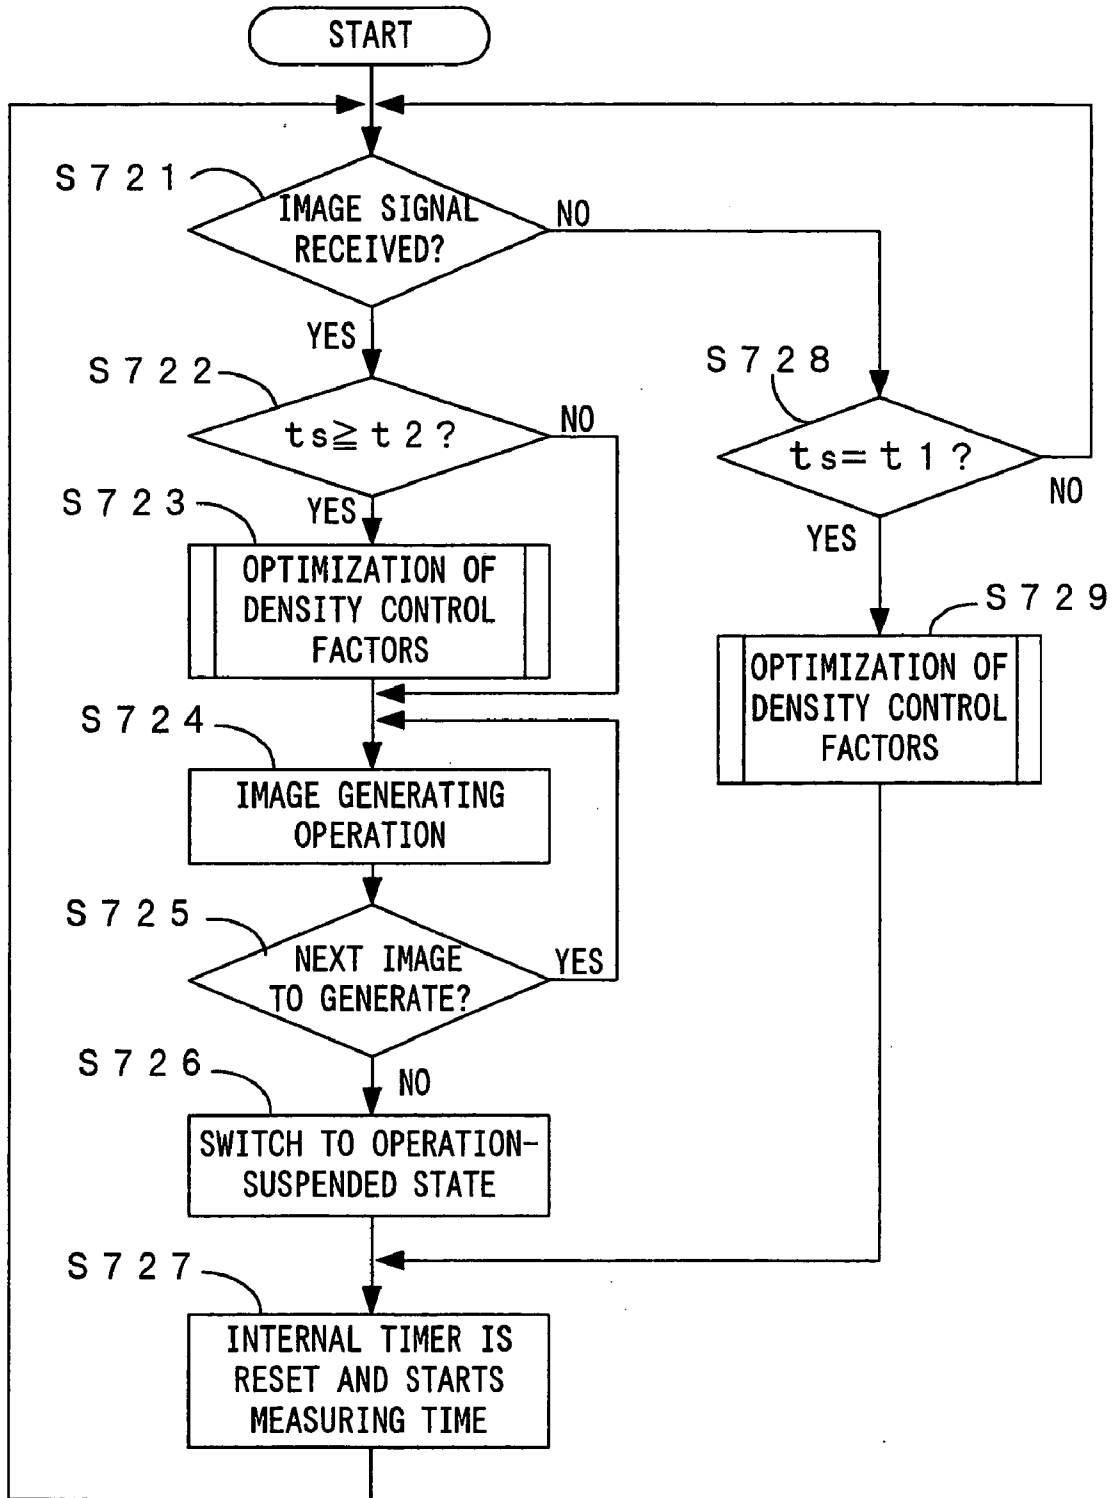 START
S721
IMAGE SIGNAL
RECEIVED?
NO
YES
S722
ts≧t2?
NO
YES
S728
ts=t1?
NO
YES
S723
OPTIMIZATION OF
DENSITY CONTROL
FACTORS
S729
OPTIMIZATION OF
DENSITY CONTROL
FACTORS
S724
IMAGE GENERATING
OPERATION
S725
NEXT IMAGE
TO GENERATE?
YES
NO
S726
SWITCH TO OPERATION-
SUSPENDED STATE
S727
INTERNAL TIMER IS
RESET AND STARTS
MEASURING TIME